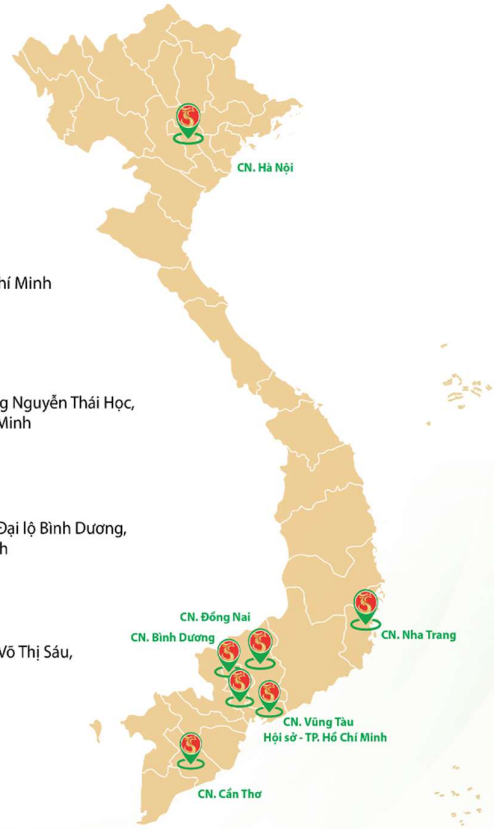 CN. Hà Nội
hí Minh
g Nguyễn Thái Học,
Minh
Đại lộ Bình Dương,
h
CN. Đồng Nai
CN. Bình Dương
CN. Nha Trang
Võ Thị Sáu,
CN. Vũng Tàu
Hội sở - TP. Hồ Chí Minh
CN. Cần Thơ